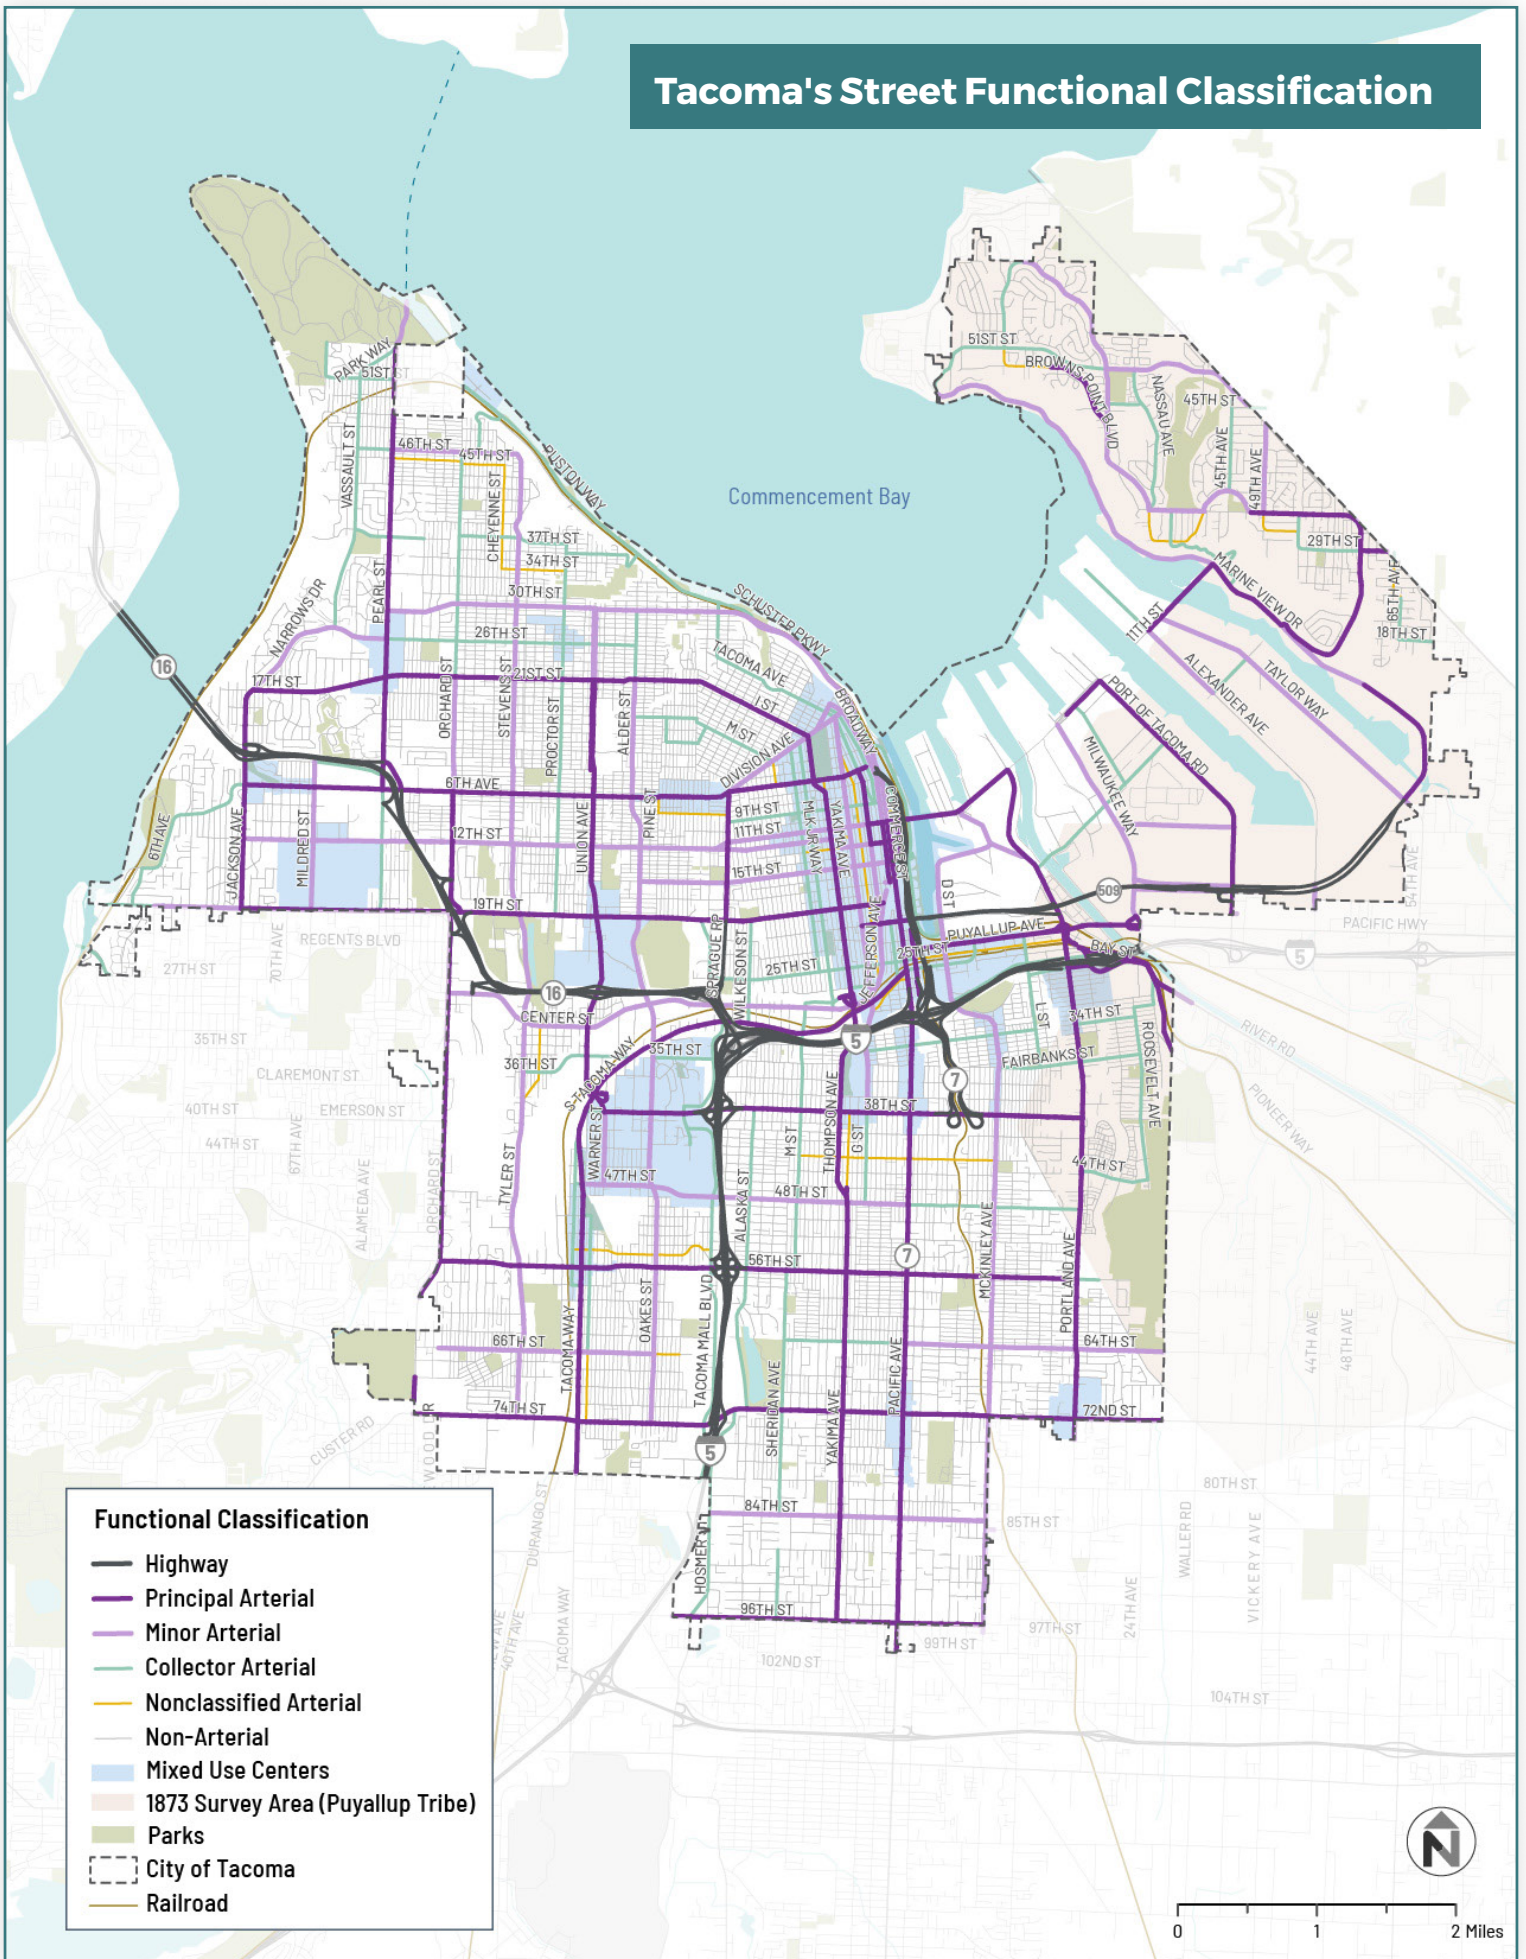 Tacoma's Street Functional Classification
Commencement Bay
PARK WAY
51ST ST
VASSAULT ST
46TH ST
45TH ST
CHEYENNE ST
RUSTON WAY
37TH ST
34TH ST
30TH ST
PEARL ST
NARROWS DR
26TH ST
SCHUSTER PKWY
TACOMA AVE
16
17TH ST
21ST ST
ORCHARD ST
STEVENS ST
PROCTOR ST
ALDER ST
I ST
M ST
DIVISION AVE
BROADWAY
6TH AVE
6TH AVE
JACKSON AVE
MILDRED ST
12TH ST
UNION AVE
PINE ST
9TH ST
11TH ST
15TH ST
MLK JR WAY
YAKIMA AVE
COMMERCE ST
19TH ST
SPRAGUE RP
WILKESON ST
25TH ST
JEFFERSON AVE
D ST
PUYALLUP AVE
25TH ST
BAY ST
509
51ST ST
BROWNS POINT BLVD
NASSAU AVE
45TH ST
45TH AVE
49TH AVE
29TH ST
MARINE VIEW DR
65TH AVE
18TH ST
11TH ST
ALEXANDER AVE
TAYLOR WAY
PORT OF TACOMA RD
MILWAUKEE WAY
54TH AVE
PACIFIC HWY
5
REGENTS BLVD
27TH ST
70TH AVE
35TH ST
CLAREMONT ST
40TH ST
EMERSON ST
44TH ST
67TH AVE
ALAMEDA AVE
ORCHARD ST
16
CENTER ST
36TH ST
S TACOMA WAY
35TH ST
5
7
L ST
34TH ST
FAIRBANKS ST
ROOSEVELT AVE
RIVER RD
PIONEER WAY
38TH ST
THOMPSON AVE
G ST
M ST
WARNER ST
47TH ST
48TH ST
44TH ST
TYLER ST
ALASKA ST
MCKINLEY AVE
PORTLAND AVE
7
56TH ST
OAKES ST
TACOMA MALL BLVD
TACOMA WAY
66TH ST
64TH ST
44TH AVE
48TH AVE
SHERIDAN AVE
YAKIMA AVE
PACIFIC AVE
74TH ST
72ND ST
CUSTER RD
5
80TH ST
84TH ST
85TH ST
DURANGO ST
HOSMER ST
WALLER RD
VICKERY AVE
24TH AVE
96TH ST
97TH ST
99TH ST
40TH AVE
TACOMA WAY
102ND ST
104TH ST
Functional Classification
Highway
Principal Arterial
Minor Arterial
Collector Arterial
Nonclassified Arterial
Non-Arterial
Mixed Use Centers
1873 Survey Area (Puyallup Tribe)
Parks
City of Tacoma
Railroad
N
0 1 2 Miles